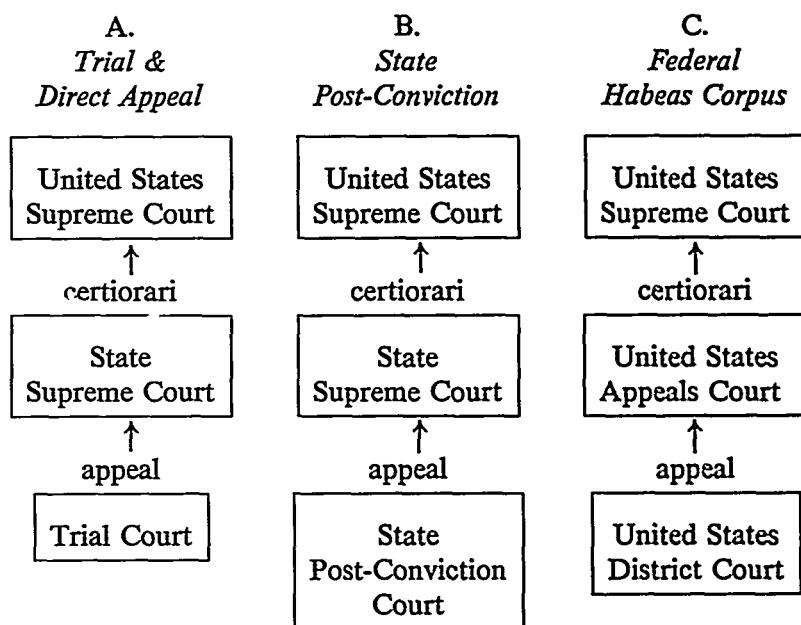 A.
Trial &
Direct Appeal
United States
Supreme Court
certiorari
State
Supreme Court
appeal
Trial Court
B.
State
Post-Conviction
United States
Supreme Court
certiorari
State
Supreme Court
appeal
State
Post-Conviction
Court
C.
Federal
Habeas Corpus
United States
Supreme Court
certiorari
United States
Appeals Court
appeal
United States
District Court